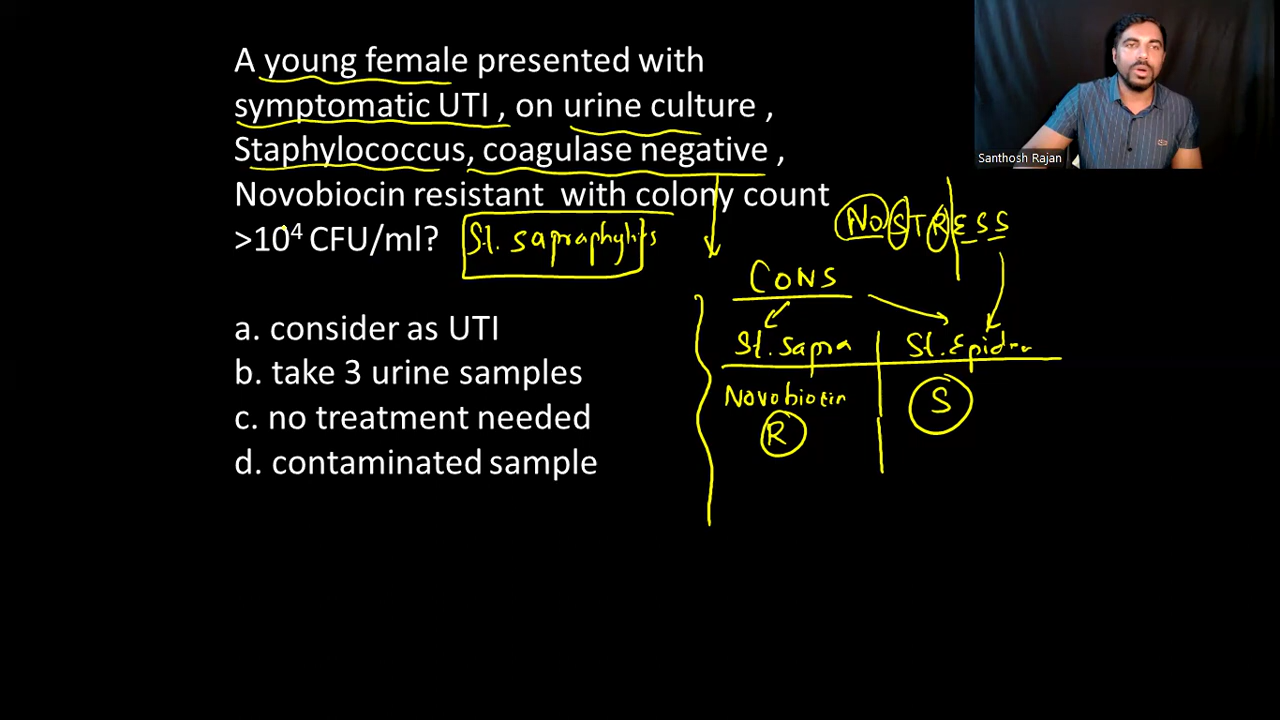 A young female presented with
symptomatic UTI , on urine culture ,
Staphylococcus, coagulase negative ,
Novobiocin resistant with colony count
>10⁴ CFU/ml?
St. sapraphylits
a. consider as UTI
b. take 3 urine samples
c. no treatment needed
d. contaminated sample
Santhosh Rajan
NoSTRESS
CONS
St. Sapra St. Epider
Novobiotin S
R